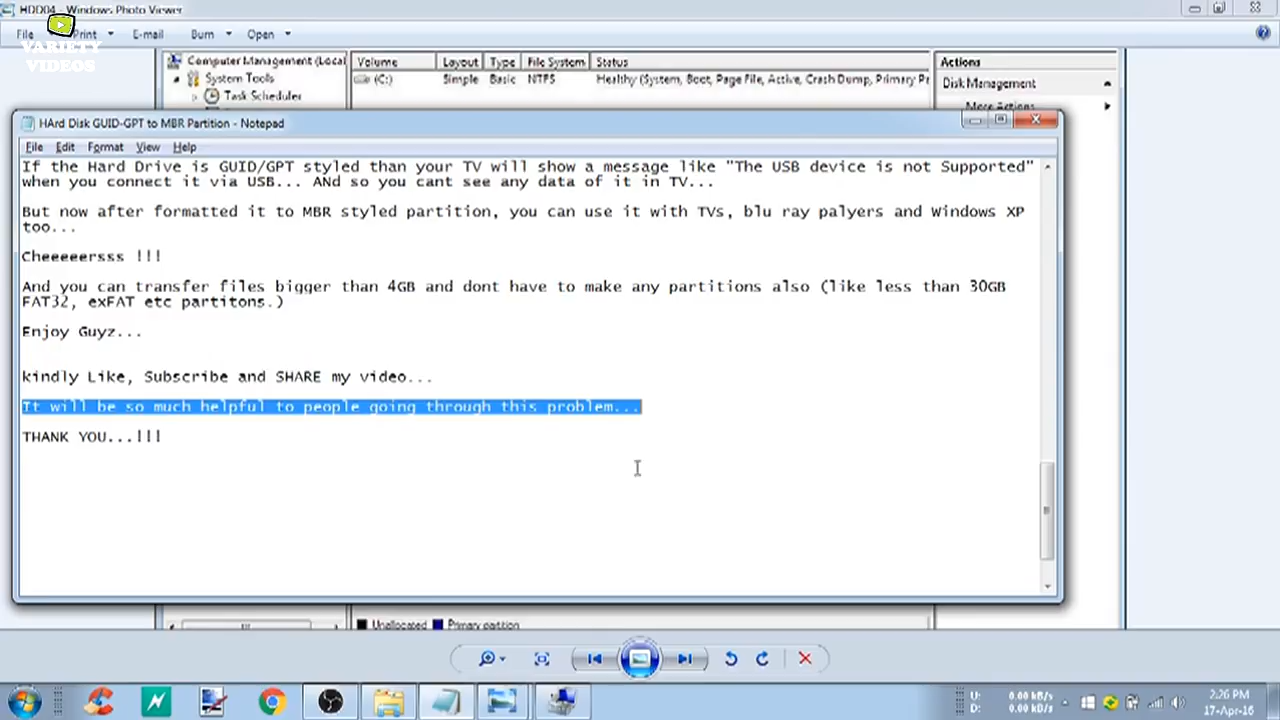 HDD04 - Windows Photo Viewer
File Print E-mail Burn Open
VARIETY
VIDEOS
Computer Management (Local
System Tools
Task Scheduler
Volume Layout Type File System Status
(C:) Simple Basic NTFS Healthy (System, Boot, Page File, Active, Crash Dump, Primary Pa
Actions
Disk Management
More Actions
HArd Disk GUID-GPT to MBR Partition - Notepad
File Edit Format View Help
If the Hard Drive is GUID/GPT styled than your TV will show a message like "The USB device is not Supported"
when you connect it via USB... ANd so you cant see any data of it in TV...
But now after formatted it to MBR styled partition, you can use it with TVs, blu ray palyers and Windows XP
too...
Cheeeeersss !!!
And you can transfer files bigger than 4GB and dont have to make any partitions also (like less than 30GB
FAT32, exFAT etc partitons.)
Enjoy Guyz...
kindly Like, Subscribe and SHARE my video...
It will be so much helpful to people going through this problem...
THANK YOU...!!!
Unallocated Primary partition
U: 0.00 kB/s
D: 0.00 kB/s
2:26 PM
17-Apr-16